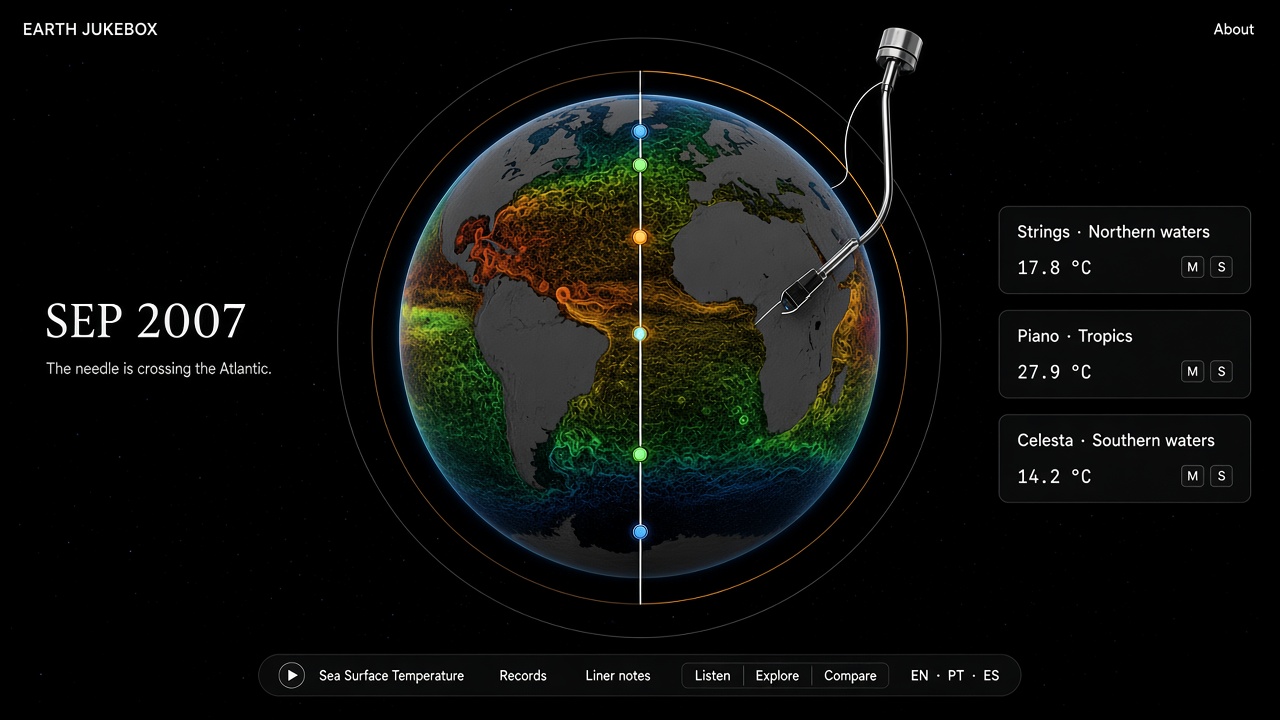 EARTH JUKEBOX
About
SEP 2007
The needle is crossing the Atlantic.
Strings · Northern waters
17.8 °C
M S
Piano · Tropics
27.9 °C
M S
Celesta · Southern waters
14.2 °C
M S
Sea Surface Temperature Records Liner notes Listen Explore Compare EN · PT · ES